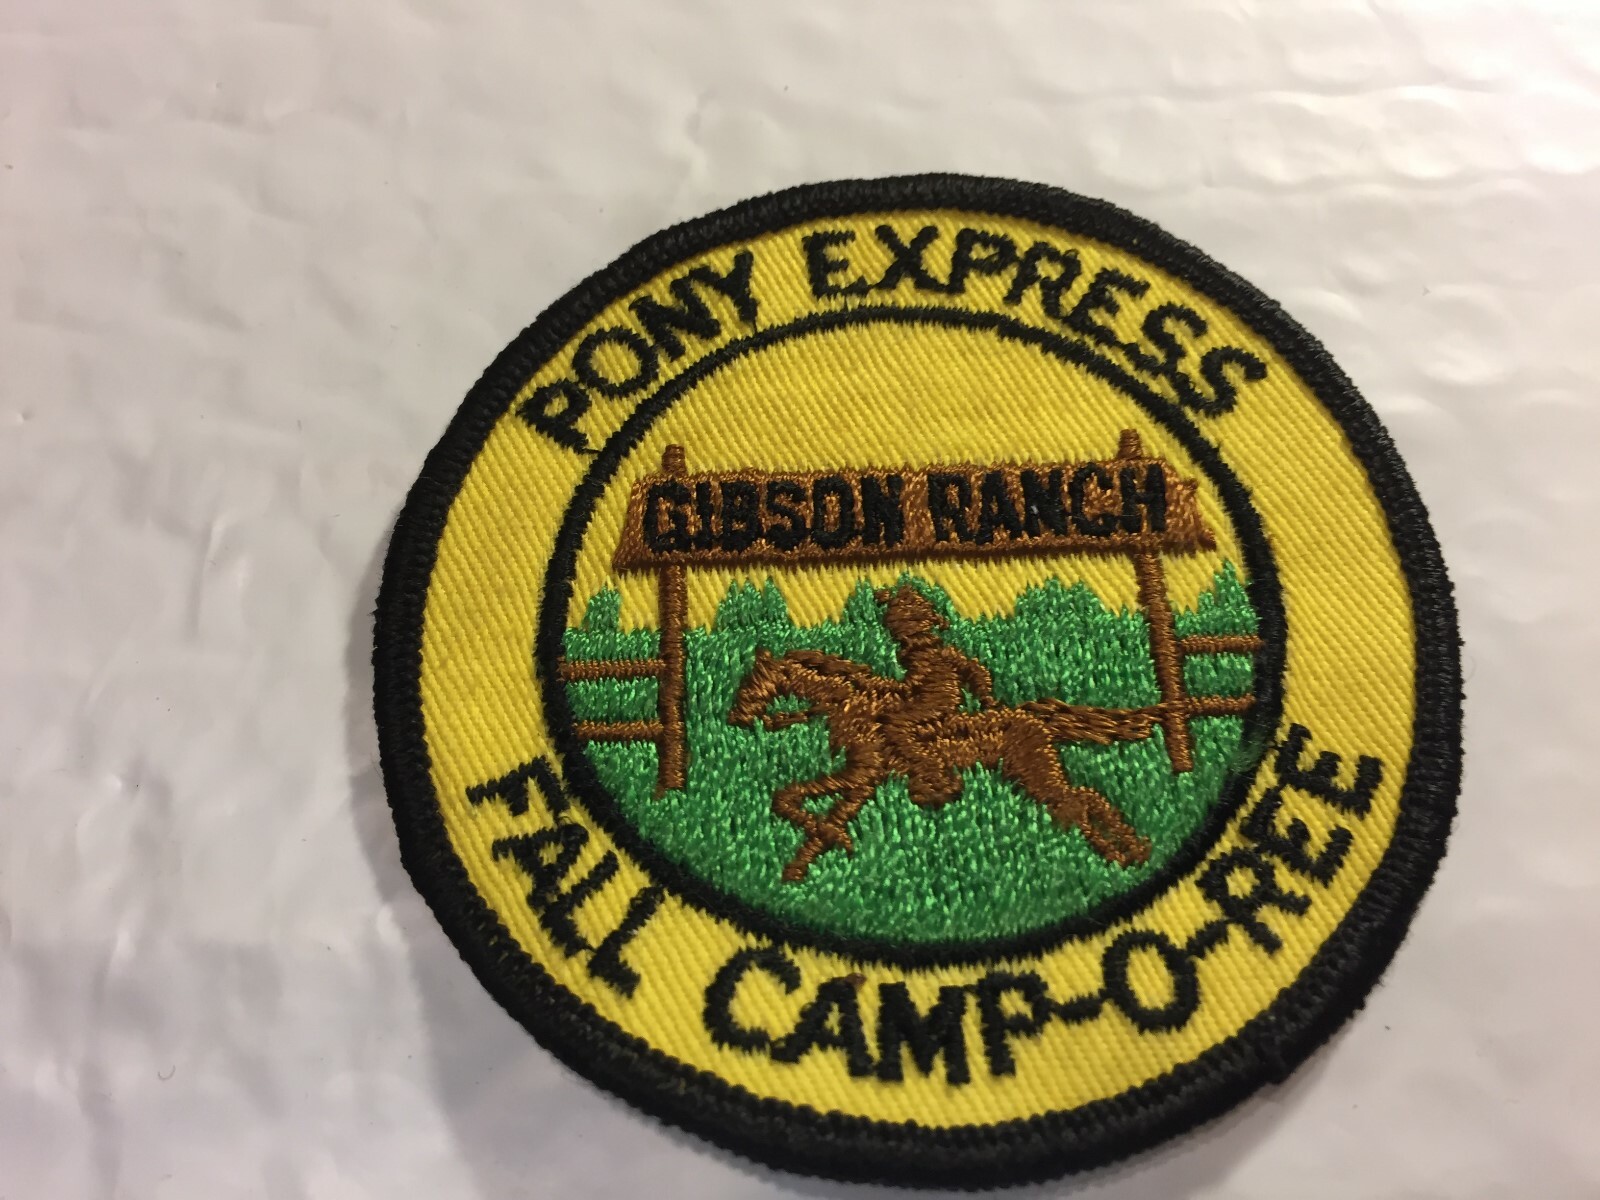 PONY EXPRESS
GIBSON RANCH
FALL CAMP-O-REE